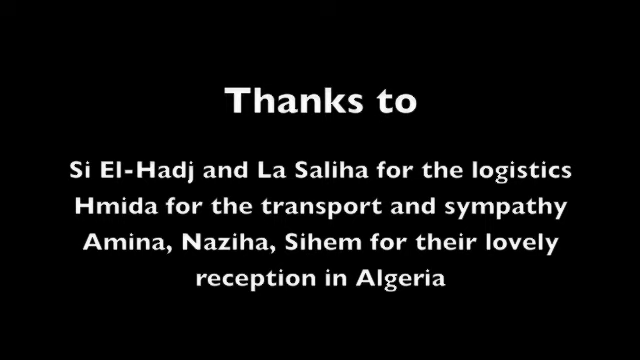 Thanks to
Si El-Hadj and La Saliha for the logistics
Hmida for the transport and sympathy
Amina, Naziha, Sihem for their lovely
reception in Algeria